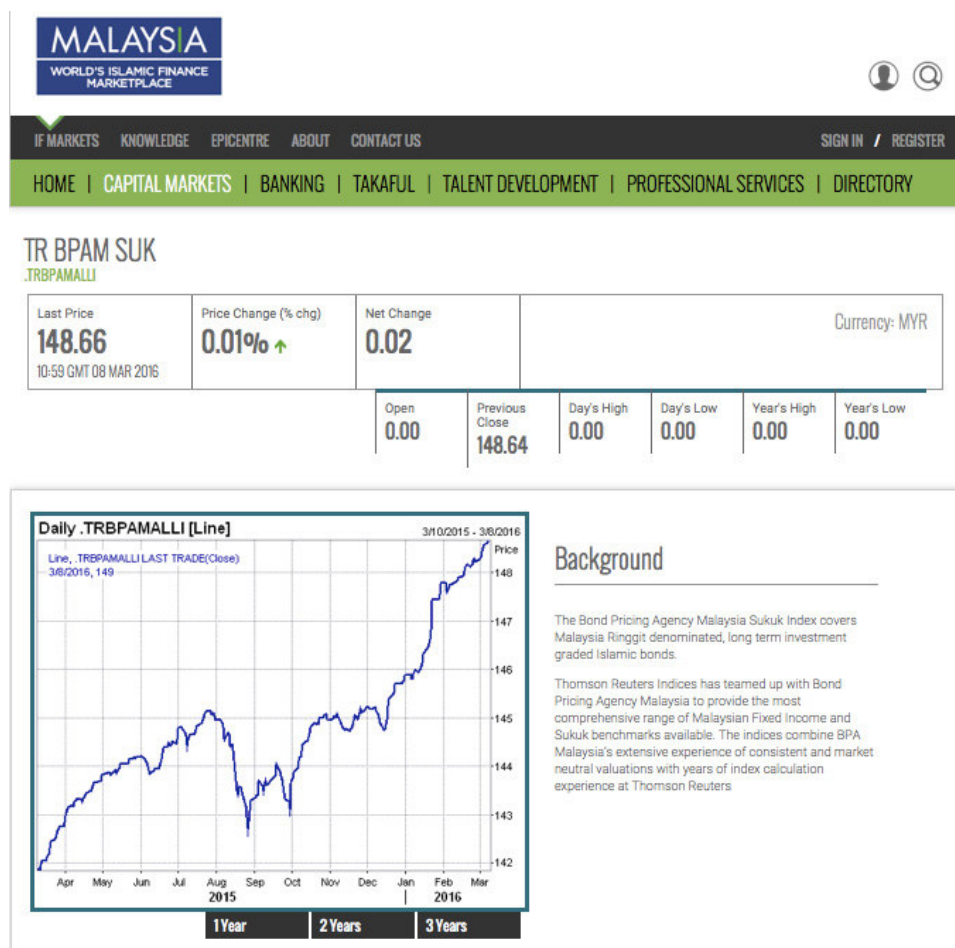 MALAYSIA
WORLD'S ISLAMIC FINANCE
MARKETPLACE
IF MARKETS KNOWLEDGE EPICENTRE ABOUT CONTACT US SIGN IN / REGISTER
HOME | CAPITAL MARKETS | BANKING | TAKAFUL | TALENT DEVELOPMENT | PROFESSIONAL SERVICES | DIRECTORY
TR BPAM SUK
.TRBPAMALLI
Last Price Price Change (% chg) Net Change Currency: MYR
148.66 0.01% 0.02
10:59 GMT 08 MAR 2016
Open Previous Close Day's High Day's Low Year's High Year's Low
0.00 148.64 0.00 0.00 0.00 0.00
Daily .TRBPAMALLI [Line] 3/10/2015 - 3/8/2016
Price
Line, .TRBPAMALLI LAST TRADE(Close)
3/8/2016, 149
148
147
146
145
144
143
142
Apr May Jun Jul Aug Sep Oct Nov Dec Jan Feb Mar
2015 2016
1 Year 2 Years 3 Years
Background
The Bond Pricing Agency Malaysia Sukuk Index covers
Malaysia Ringgit denominated, long term investment
graded Islamic bonds.
Thomson Reuters Indices has teamed up with Bond
Pricing Agency Malaysia to provide the most
comprehensive range of Malaysian Fixed Income and
Sukuk benchmarks available. The indices combine BPA
Malaysia's extensive experience of consistent and market
neutral valuations with years of index calculation
experience at Thomson Reuters